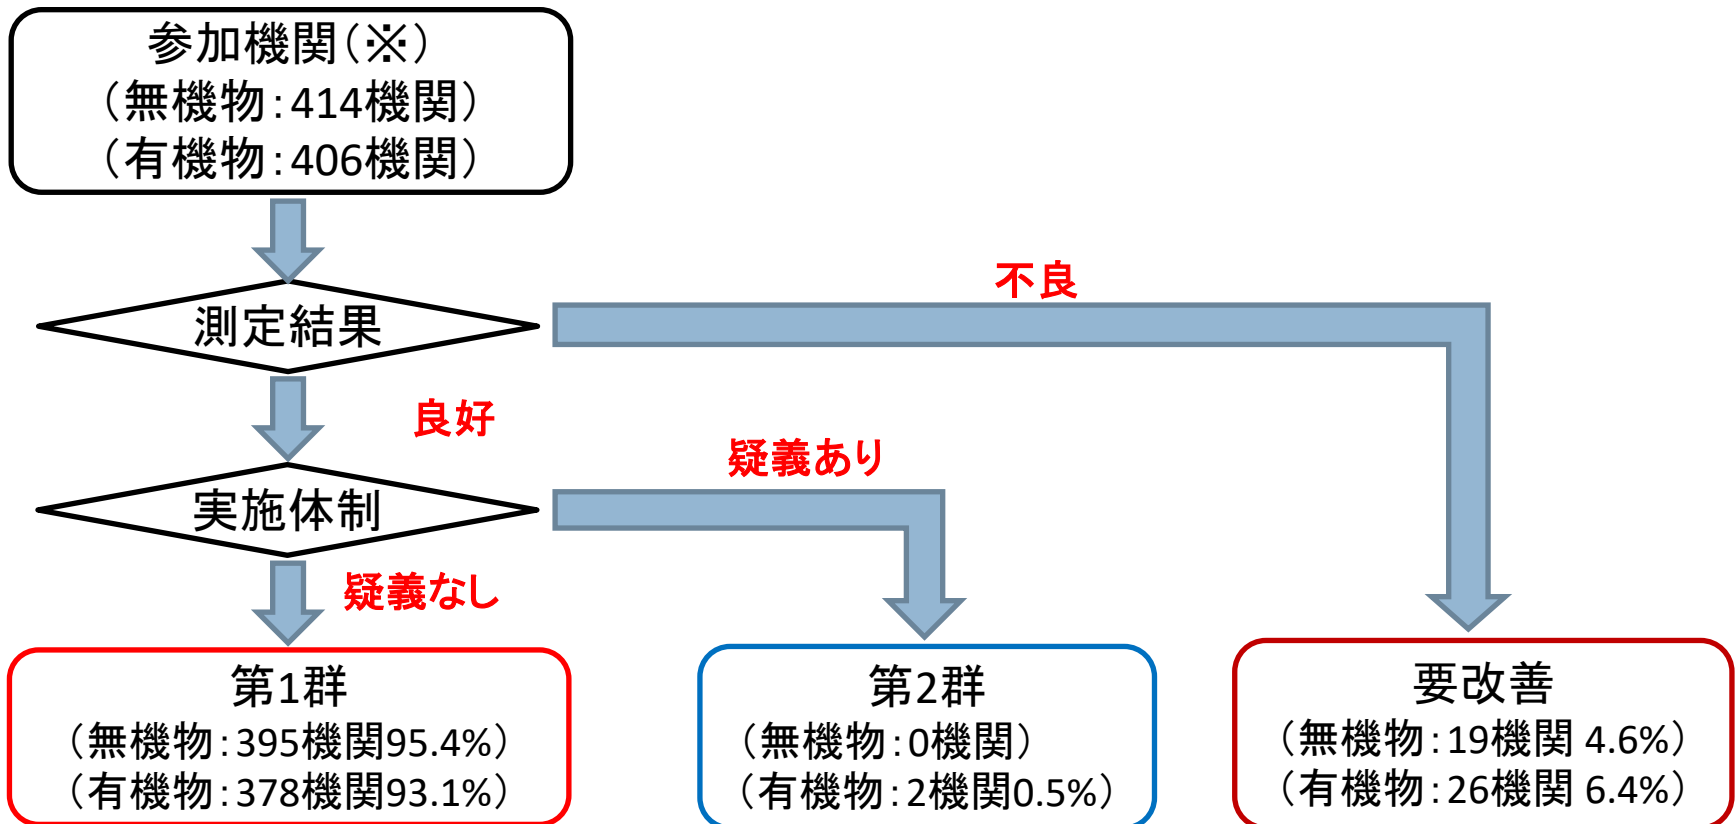 参加機関(※)
(無機物:414機関)
(有機物:406機関)
不良
測定結果
良好
疑義あり
実施体制
疑義なし
第1群
(無機物:395機関95.4%)
(有機物:378機関93.1%)
第2群
(無機物:0機関)
(有機物:2機関0.5%)
要改善
(無機物:19機関 4.6%)
(有機物:26機関 6.4%)